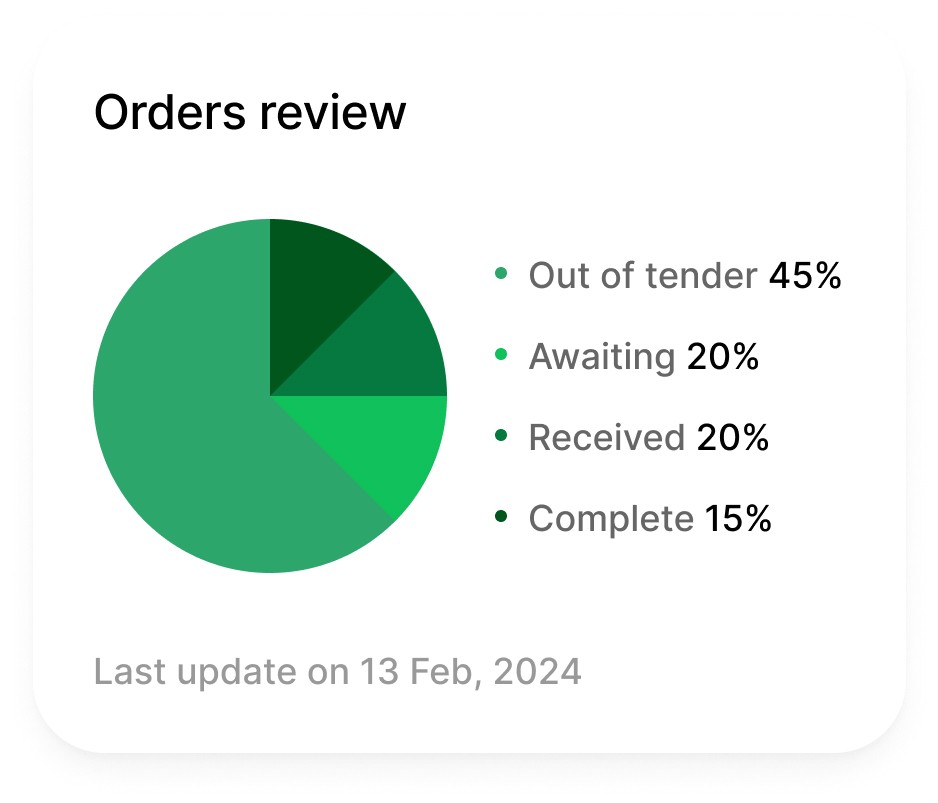 Orders review
Out of tender 45%
Awaiting 20%
Received 20%
Complete 15%
Last update on 13 Feb, 2024